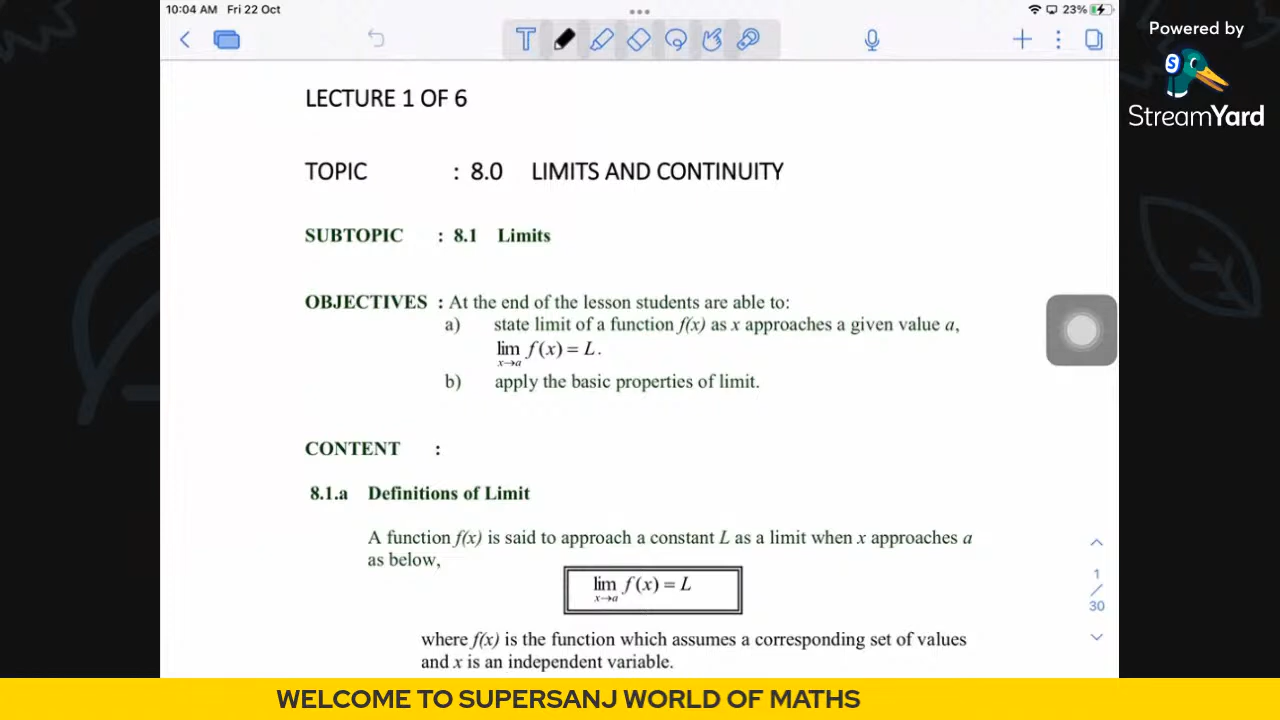 10:04 AM Fri 22 Oct
23%
Powered by
StreamYard
LECTURE 1 OF 6
TOPIC : 8.0 LIMITS AND CONTINUITY
SUBTOPIC : 8.1 Limits
OBJECTIVES : At the end of the lesson students are able to:
a) state limit of a function f(x) as x approaches a given value a,
lim f(x) = L.
x→a
b) apply the basic properties of limit.
CONTENT :
8.1.a Definitions of Limit
A function f(x) is said to approach a constant L as a limit when x approaches a
as below,
lim f(x) = L
x→a
where f(x) is the function which assumes a corresponding set of values
and x is an independent variable.
1
/
30
WELCOME TO SUPERSANJ WORLD OF MATHS